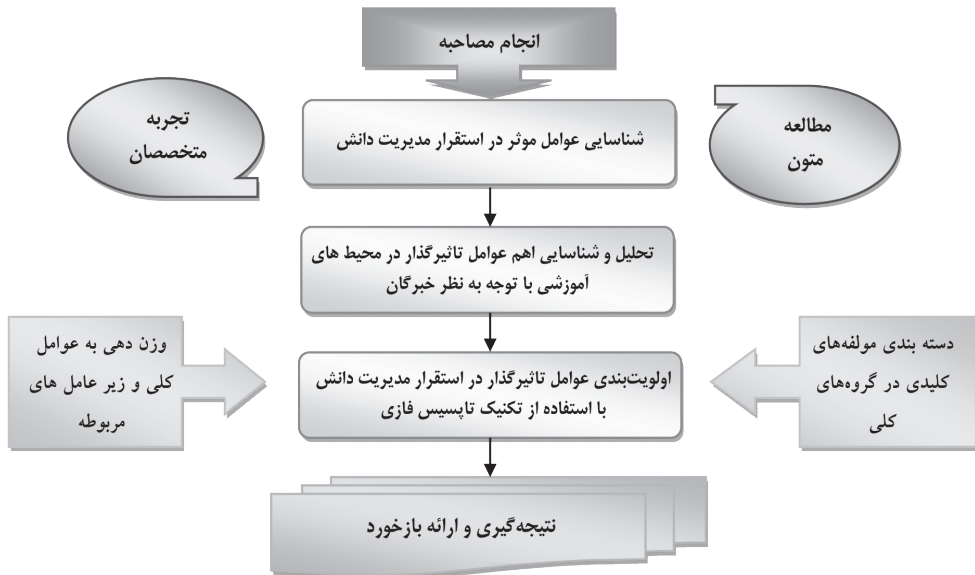 انجام مصاحبه
مطالعه
متون
تجربه
متخصصان
شناسایی عوامل موثر در استقرار مدیریت دانش
تحلیل و شناسایی اهم عوامل تاثیرگذار در محیط های
آموزشی با توجه به نظر خبرگان
دسته بندی مولفه‌های
کلیدی در گروه‌های
کلی
اولویت‌بندی عوامل تاثیرگذار در استقرار مدیریت دانش
با استفاده از تکنیک تاپسیس فازی
وزن دهی به عوامل
کلی و زیر عامل های
مربوطه
نتیجه‌گیری و ارائه بازخورد